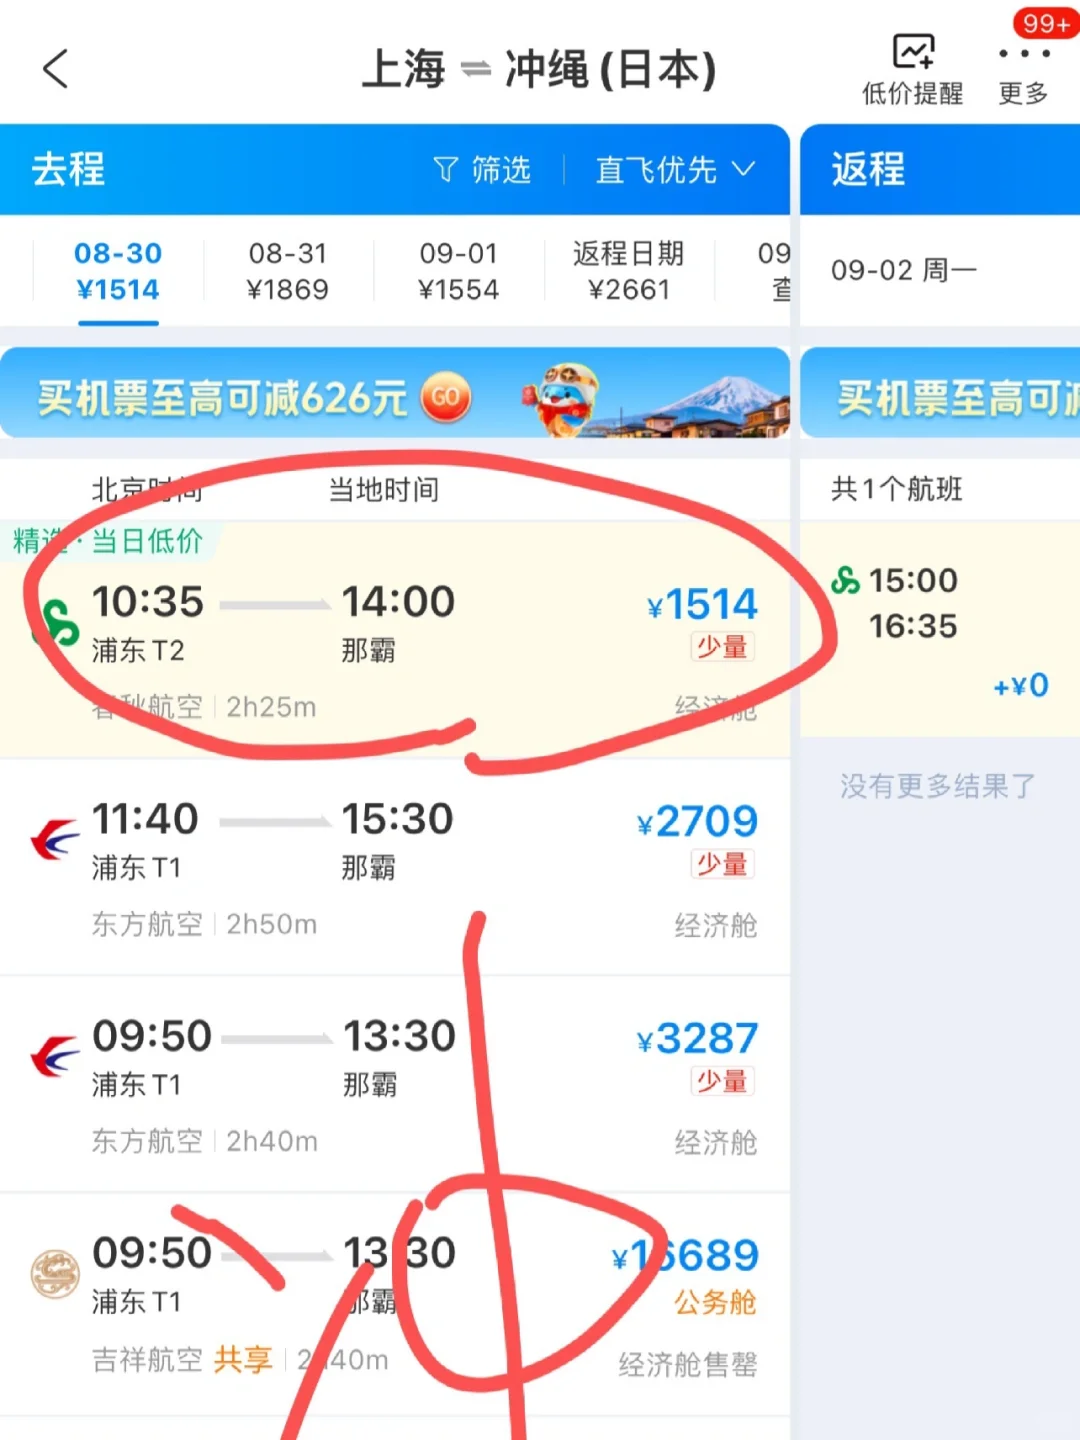 99+
上海 ⇌ 冲绳 (日本)
低价提醒
更多
去程
筛选
直飞优先
返程
08-30
¥1514
08-31
¥1869
09-01
¥1554
返程日期
¥2661
09
查
09-02 周一
买机票至高可减626元 GO
买机票至高可减
北京时间 当地时间
共1个航班
精选·当日低价
10:35 14:00 ¥1514
浦东 T2 那霸 少量
春秋航空 2h25m 经济舱
15:00
16:35
+¥0
没有更多结果了
11:40 15:30 ¥2709
浦东 T1 那霸 少量
东方航空 2h50m 经济舱
09:50 13:30 ¥3287
浦东 T1 那霸 少量
东方航空 2h40m 经济舱
09:50 13:30 ¥16689
浦东 T1 那霸 公务舱
吉祥航空 共享 2h40m 经济舱售罄
冲